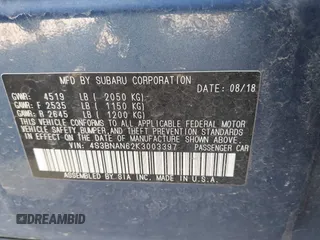 MFD BY SUBARU CORPORATION 08/18
GVWR: 4519 LB ( 2050 KG)
GAWR: F 2535 LB ( 1150 KG)
GAWR: R 2645 LB ( 1200 KG)
THIS VEHICLE CONFORMS TO ALL APPLICABLE FEDERAL MOTOR
VEHICLE SAFETY, BUMPER, AND THEFT PREVENTION STANDARDS
IN EFFECT ON THE DATE OF MANUFACTURE SHOWN ABOVE.
VIN: 4S3BNAN62K3003397 PASSENGER CAR
ASSEMBLED BY SIA INC. MADE IN U.S.A.
DREAMBID